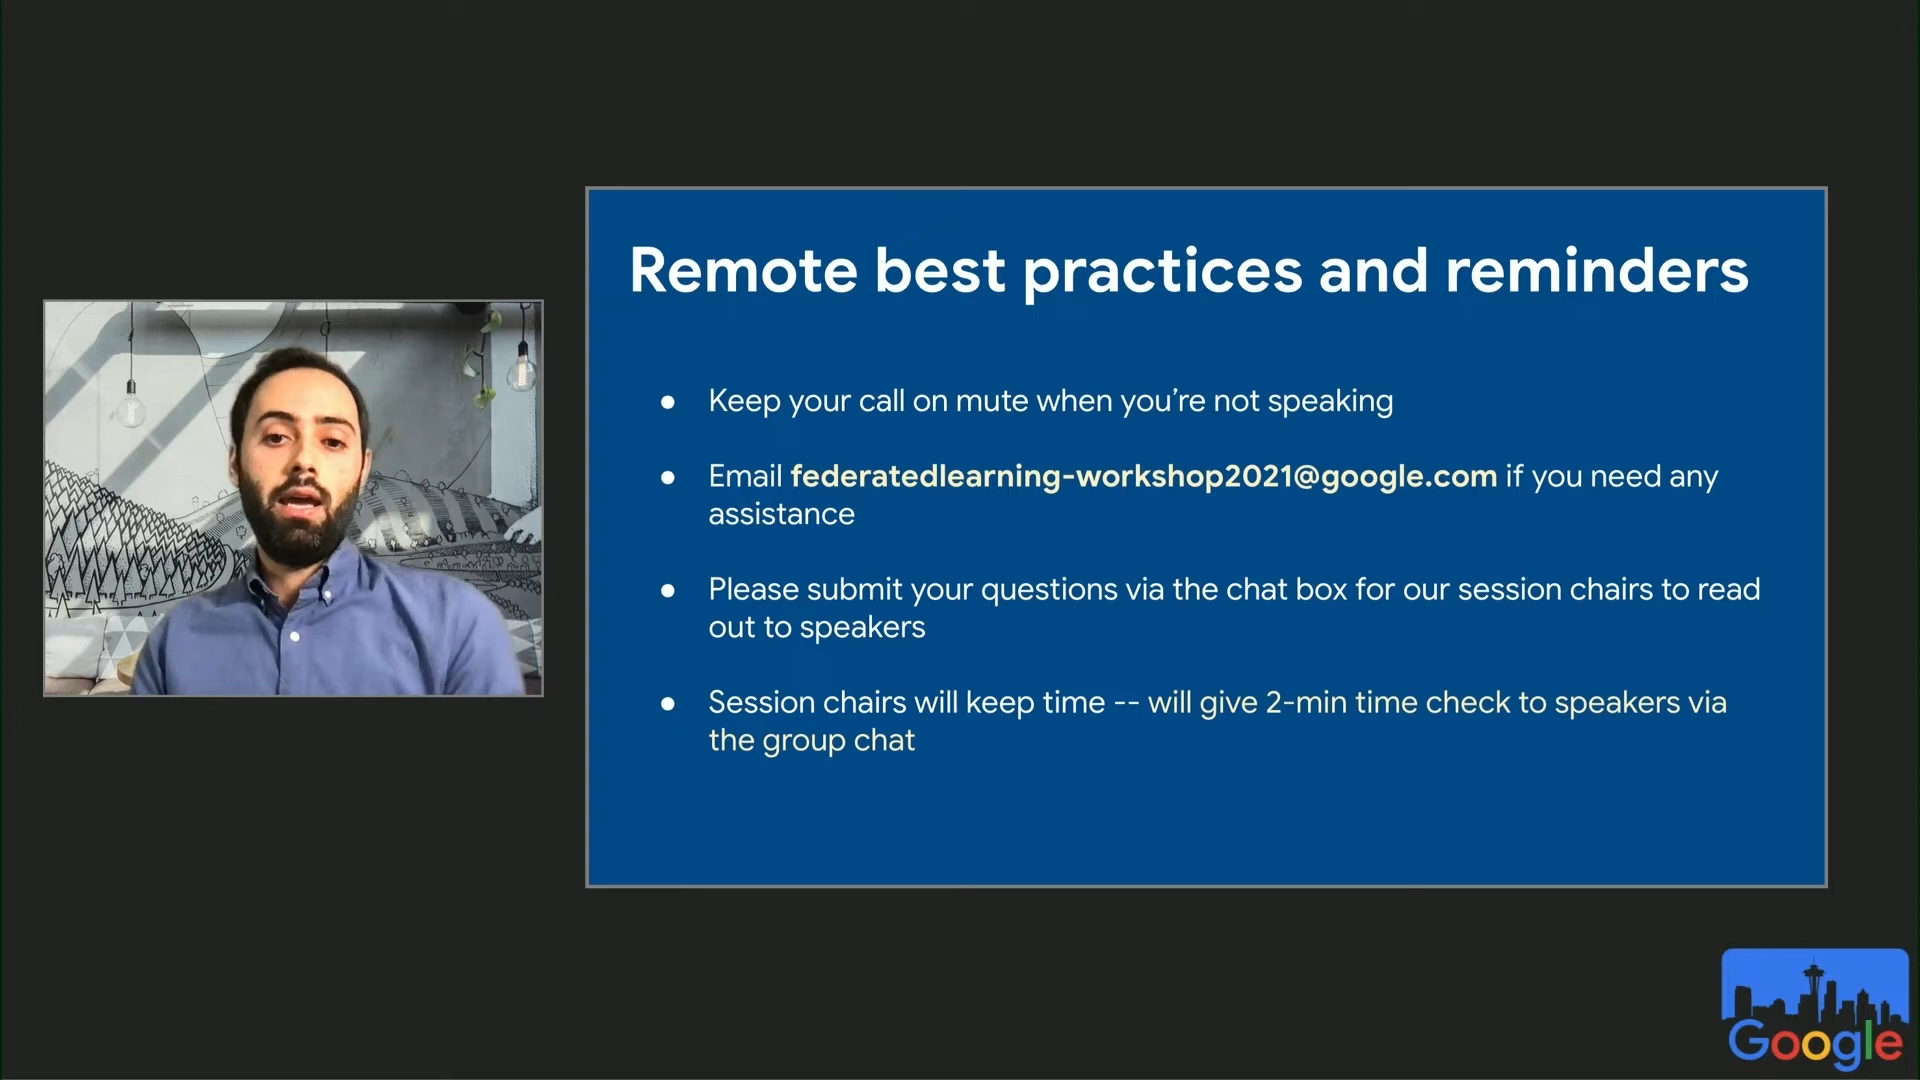 Remote best practices and reminders
● Keep your call on mute when you’re not speaking
● Email federatedlearning-workshop2021@google.com if you need any
assistance
● Please submit your questions via the chat box for our session chairs to read
out to speakers
● Session chairs will keep time -- will give 2-min time check to speakers via
the group chat
Google